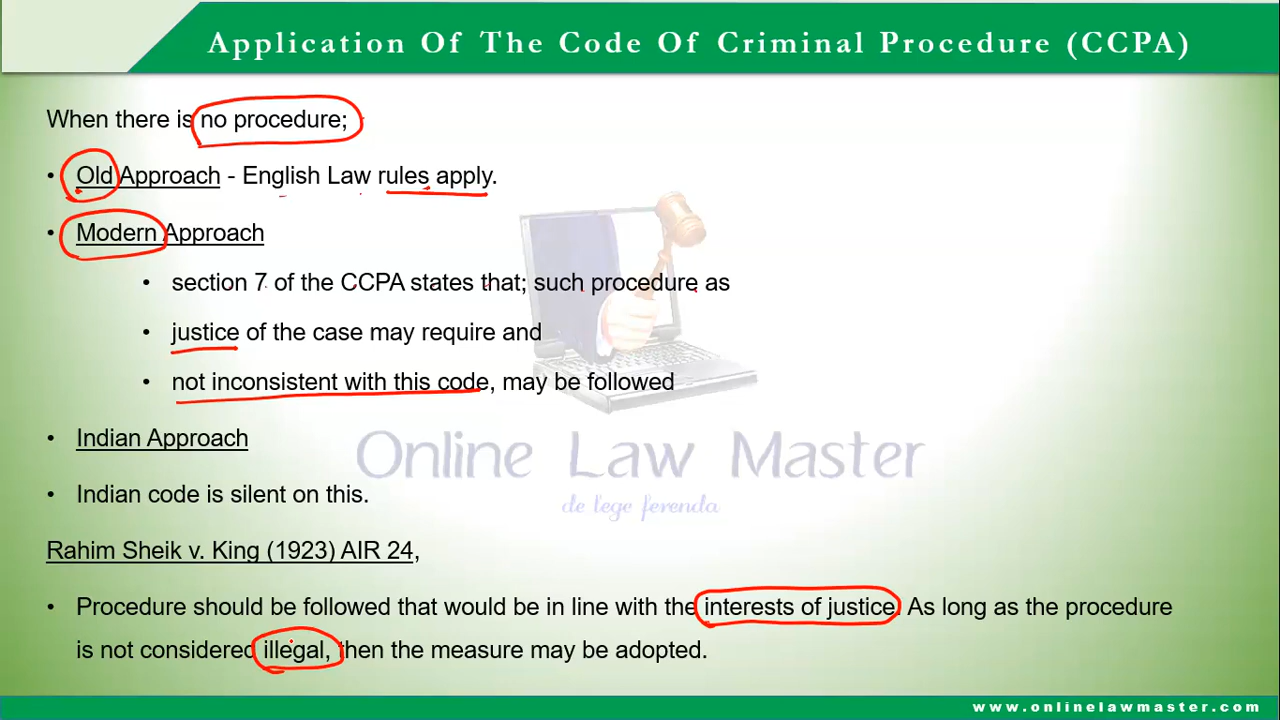 Application Of The Code Of Criminal Procedure (CCPA)
When there is no procedure;
• Old Approach - English Law rules apply.
• Modern Approach
• section 7 of the CCPA states that; such procedure as
• justice of the case may require and
• not inconsistent with this code, may be followed
• Indian Approach
Online Law Master
• Indian code is silent on this.
de lege ferenda
Rahim Sheik v. King (1923) AIR 24,
• Procedure should be followed that would be in line with the interests of justice. As long as the procedure
is not considered illegal, then the measure may be adopted.
www.onlinelawmaster.com